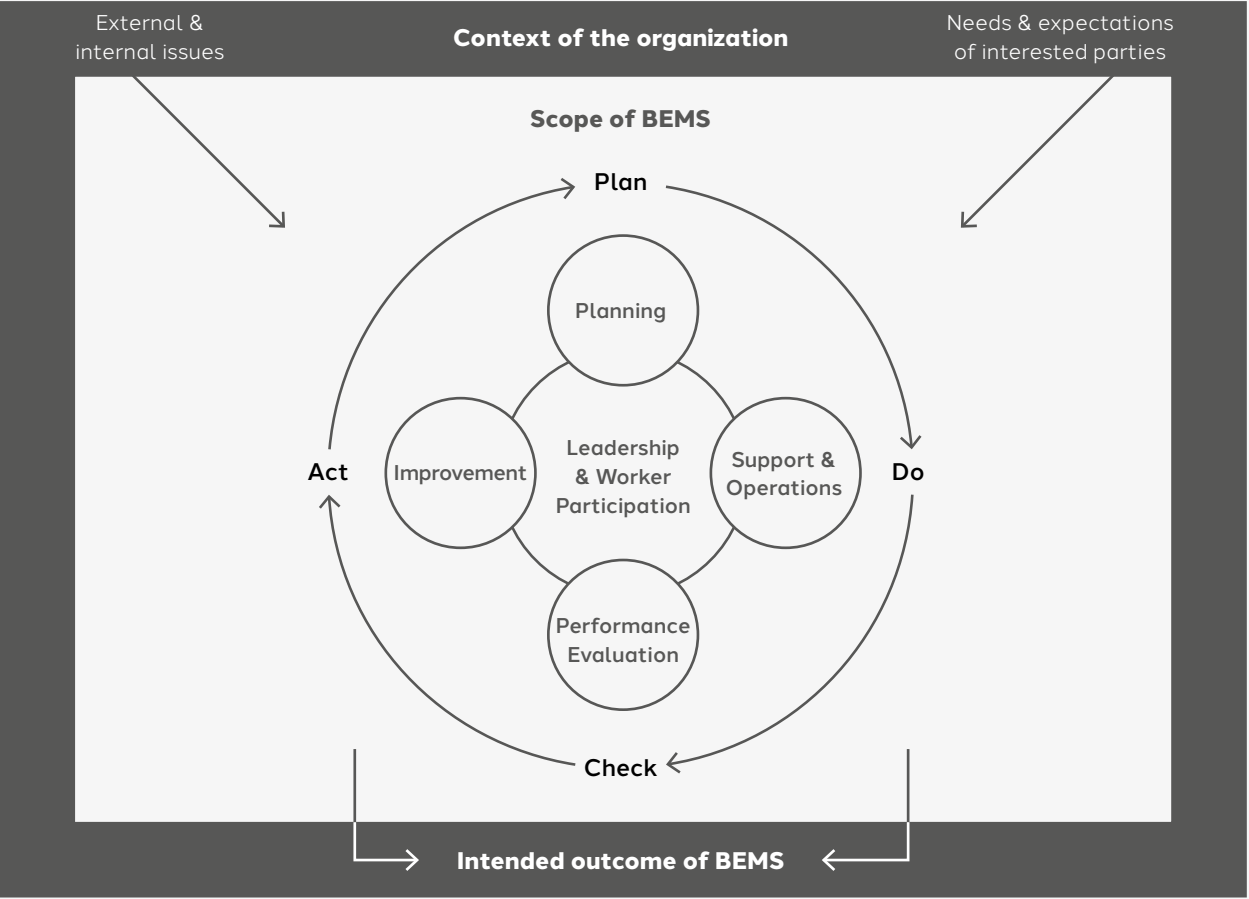 External &
internal issues
Context of the organization
Needs & expectations
of interested parties
Scope of BEMS
Plan
Planning
Act
Improvement
Leadership
& Worker
Participation
Support &
Operations
Do
Performance
Evaluation
Check
Intended outcome of BEMS